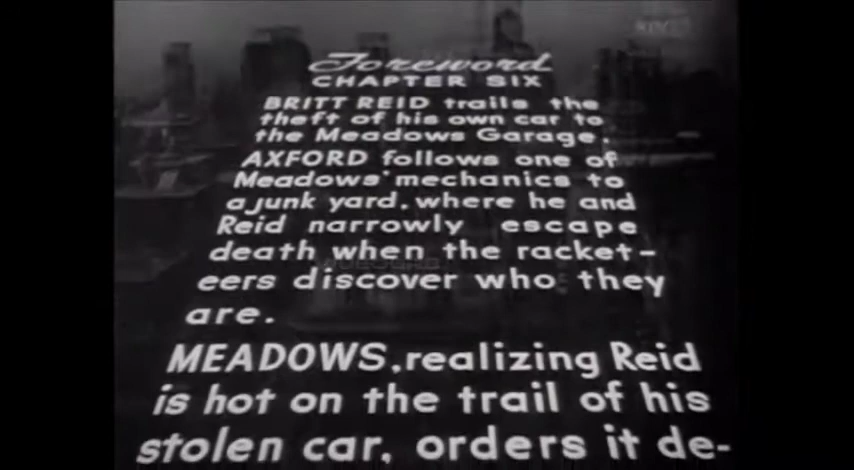 Foreword
CHAPTER SIX
BRITT REID trails the
theft of his own car to
the Meadows Garage.
AXFORD follows one of
Meadows' mechanics to
a junk yard, where he and
Reid narrowly escape
death when the racket-
eers discover who they
are.
MEADOWS, realizing Reid
is hot on the trail of his
stolen car, orders it de-